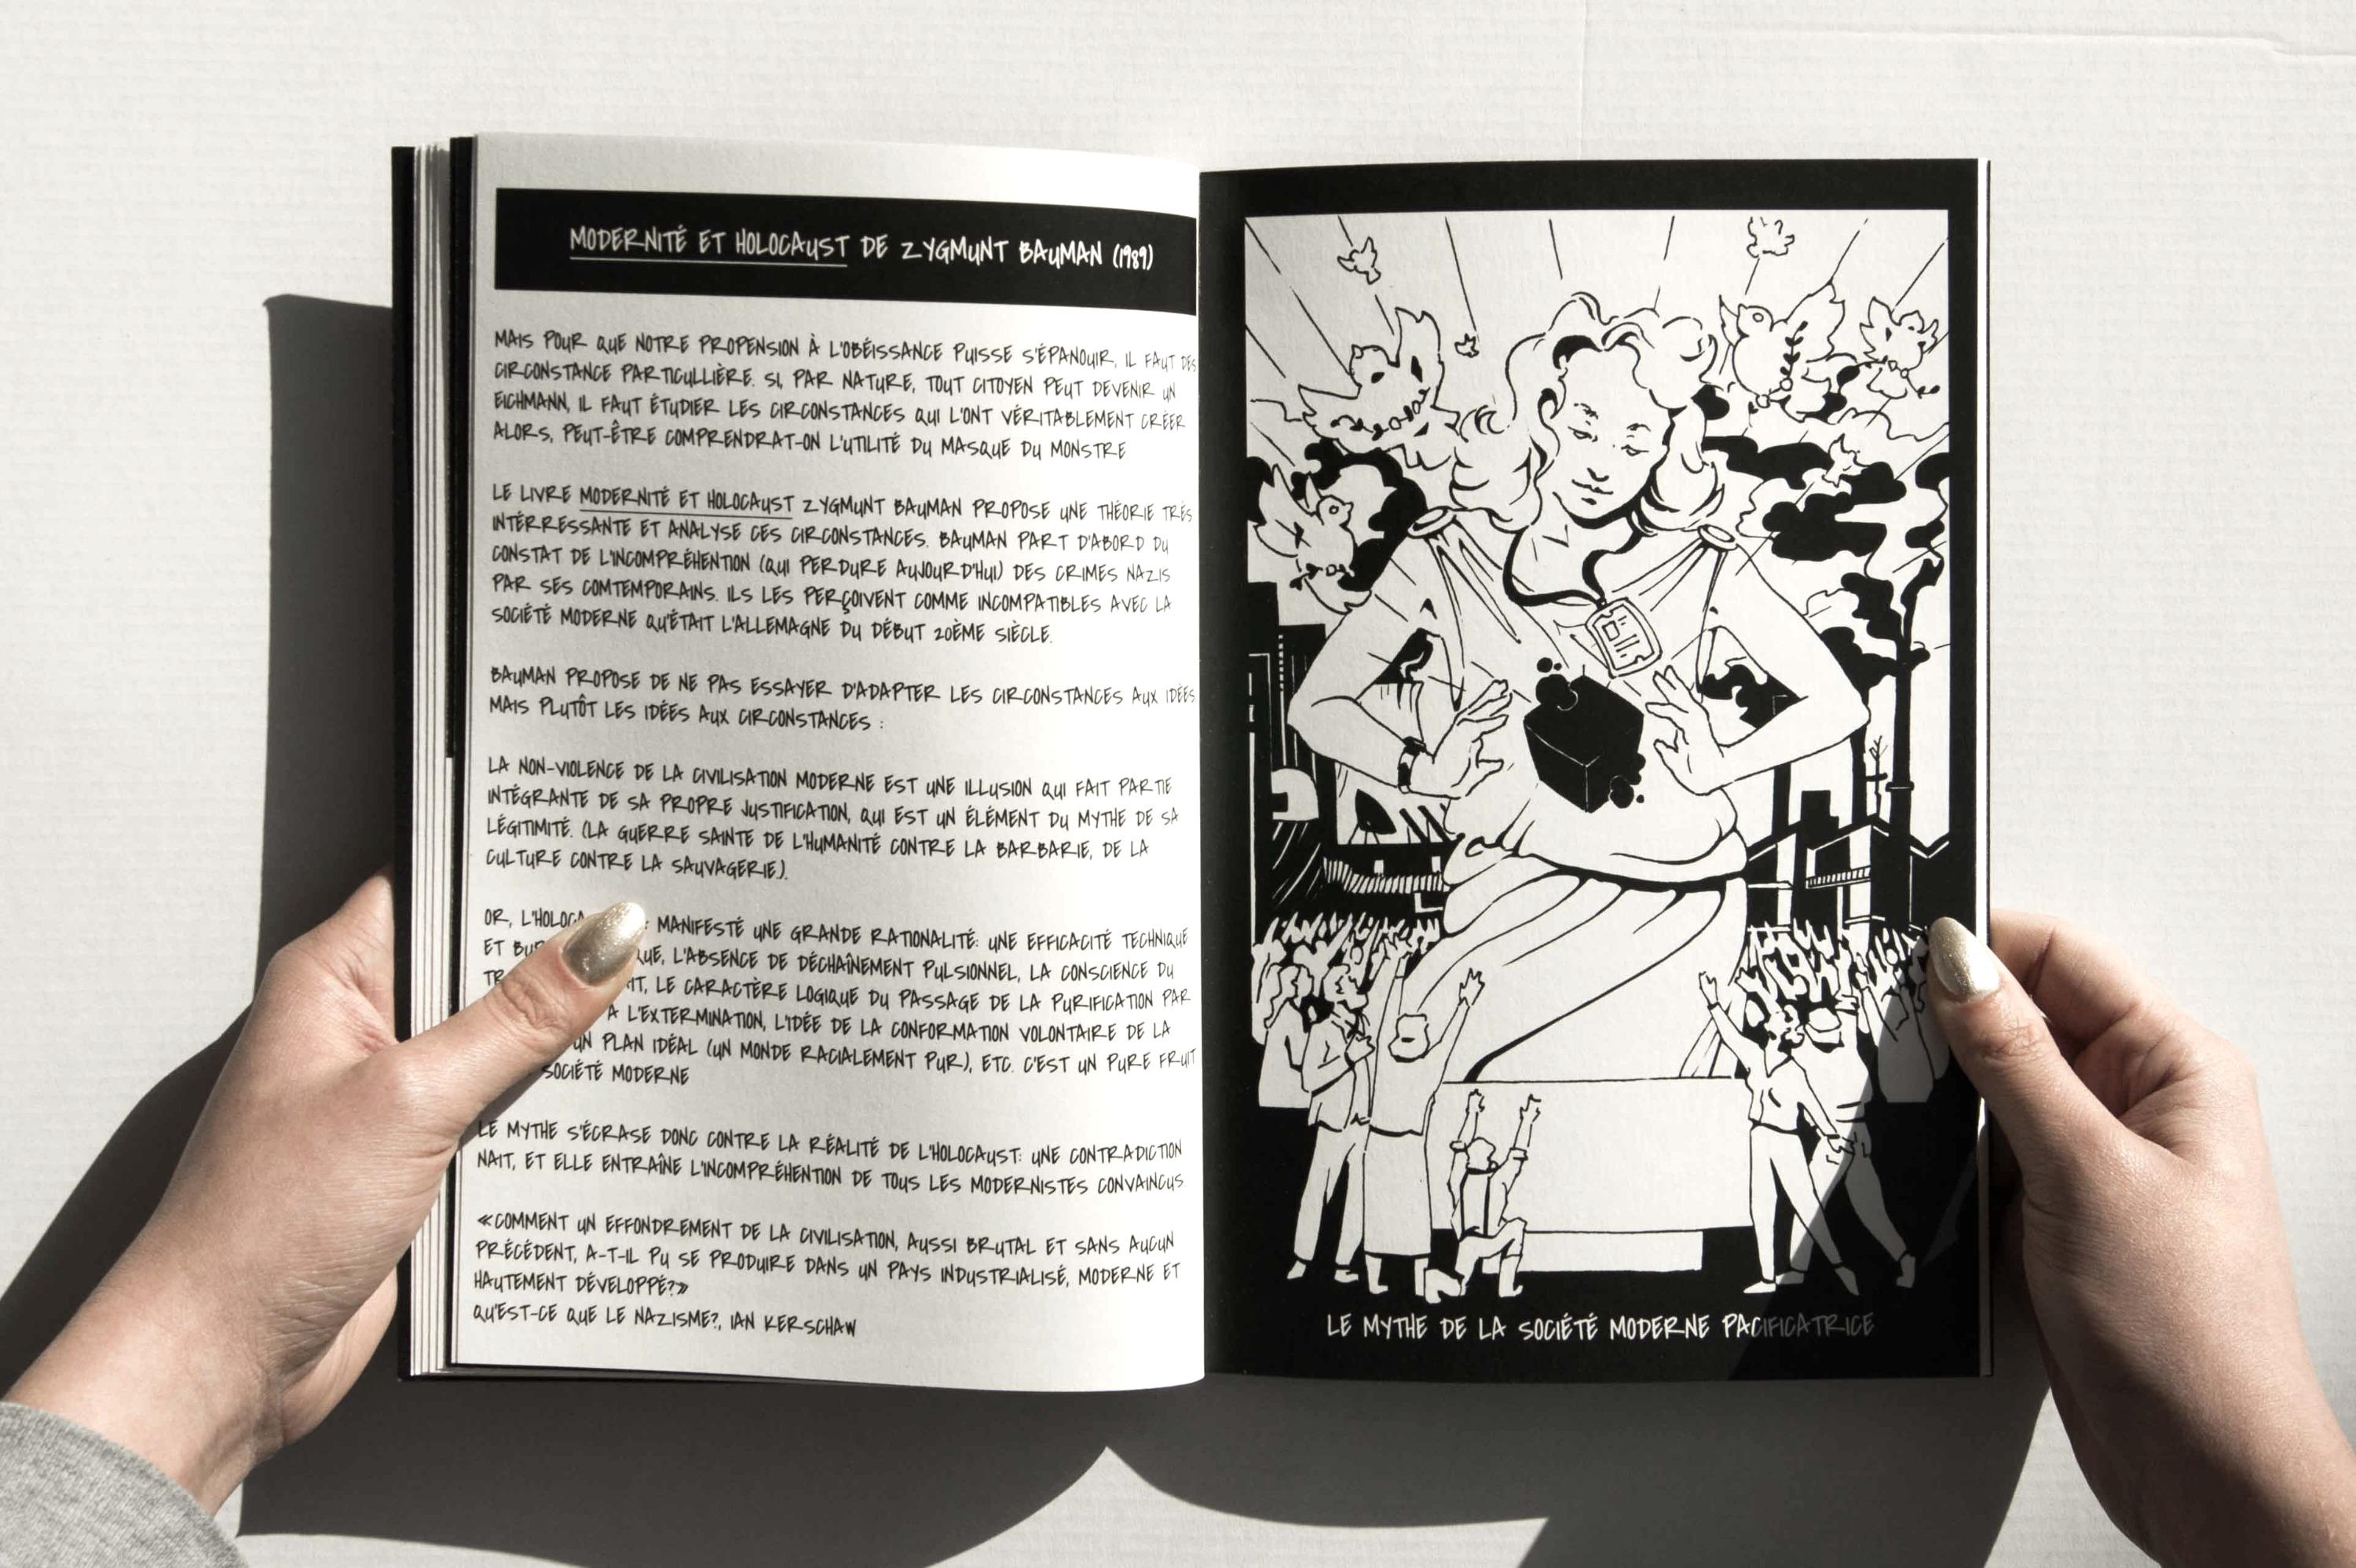 MODERNITÉ ET HOLOCAUST DE ZYGMUNT BAUMAN (1989)
MAIS POUR QUE NOTRE PROPENSION À L'OBÉISSANCE PUISSE S'ÉPANOUIR, IL FAUT DES
CIRCONSTANCE PARTICULLIÈRE. SI, PAR NATURE, TOUT CITOYEN PEUT DEVENIR UN
EICHMANN, IL FAUT ÉTUDIER LES CIRCONSTANCES QUI L'ONT VÉRITABLEMENT CRÉER
ALORS, PEUT-ÊTRE COMPRENDRAT-ON L'UTILITÉ DU MASQUE DU MONSTRE
LE LIVRE MODERNITÉ ET HOLOCAUST ZYGMUNT BAUMAN PROPOSE UNE THÉORIE TRÈS
INTÉRRESSANTE ET ANALYSE CES CIRCONSTANCES. BAUMAN PART D'ABORD DU
CONSTAT DE L'INCOMPRÉHENTION (QUI PERDURE AUJOURD'HUI) DES CRIMES NAZIS
PAR SES COMTEMPORAINS. ILS LES PERÇOIVENT COMME INCOMPATIBLES AVEC LA
SOCIÉTÉ MODERNE QU'ÉTAIT L'ALLEMAGNE DU DÉBUT 20ÈME SIÈCLE.
BAUMAN PROPOSE DE NE PAS ESSAYER D'ADAPTER LES CIRCONSTANCES AUX IDÉES
MAIS PLUTÔT LES IDÉES AUX CIRCONSTANCES :
LA NON-VIOLENCE DE LA CIVILISATION MODERNE EST UNE ILLUSION QUI FAIT PARTIE
INTÉGRANTE DE SA PROPRE JUSTIFICATION, QUI EST UN ÉLÉMENT DU MYTHE DE SA
LÉGITIMITÉ. (LA GUERRE SAINTE DE L'HUMANITÉ CONTRE LA BARBARIE, DE LA
CULTURE CONTRE LA SAUVAGERIE).
OR, MANIFESTÉ UNE GRANDE RATIONALITÉ: UNE EFFICACITÉ TECHNIQUE
ET L'ABSENCE DE DÉCHAÎNEMENT PULSIONNEL, LA CONSCIENCE DU
LE CARACTÈRE LOGIQUE DU PASSAGE DE LA PURIFICATION PAR
À L'EXTERMINATION, L'IDÉE DE LA CONFORMATION VOLONTAIRE DE LA
UN PLAN IDÉAL (UN MONDE RACIALEMENT PUR), ETC. C'EST UN PURE FRUIT
SOCIÉTÉ MODERNE
LE MYTHE S'ÉCRASE DONC CONTRE LA RÉALITÉ DE L'HOLOCAUST: UNE CONTRADICTION
NAIT, ET ELLE ENTRAÎNE L'INCOMPRÉHENTION DE TOUS LES MODERNISTES CONVAINCUS
«COMMENT UN EFFONDREMENT DE LA CIVILISATION, AUSSI BRUTAL ET SANS AUCUN
PRÉCÉDENT, A-T-IL PU SE PRODUIRE DANS UN PAYS INDUSTRIALISÉ, MODERNE ET
HAUTEMENT DÉVELOPPÉ?»
QU'EST-CE QUE LE NAZISME?, IAN KERSCHAW
LE MYTHE DE LA SOCIÉTÉ MODERNE PACIFICATRICE